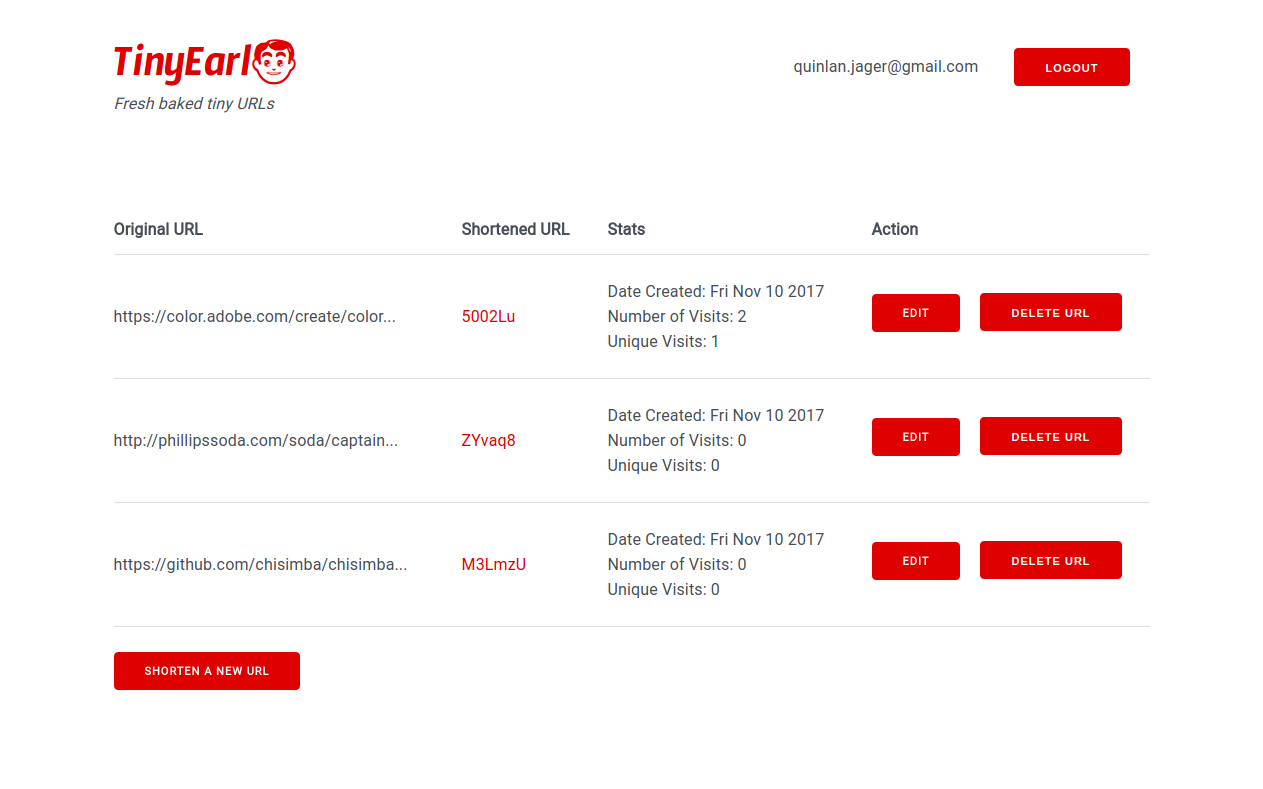 TinyEarl
Fresh baked tiny URLs
quinlan.jager@gmail.com
LOGOUT
Original URL Shortened URL Stats Action
https://color.adobe.com/create/color...
5002Lu
Date Created: Fri Nov 10 2017
Number of Visits: 2
Unique Visits: 1
EDIT
DELETE URL
http://phillipssoda.com/soda/captain...
ZYvaq8
Date Created: Fri Nov 10 2017
Number of Visits: 0
Unique Visits: 0
EDIT
DELETE URL
https://github.com/chisimba/chisimba...
M3LmzU
Date Created: Fri Nov 10 2017
Number of Visits: 0
Unique Visits: 0
EDIT
DELETE URL
SHORTEN A NEW URL